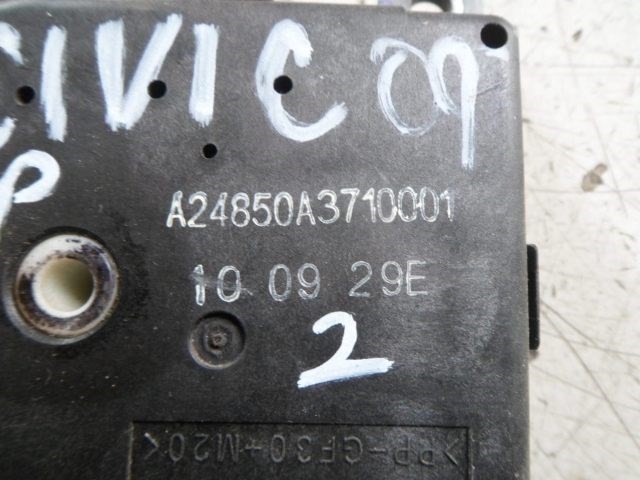 CIVIC 09
P
A24850A3710001
10 09 29E
2
>PP-GF30-M20<